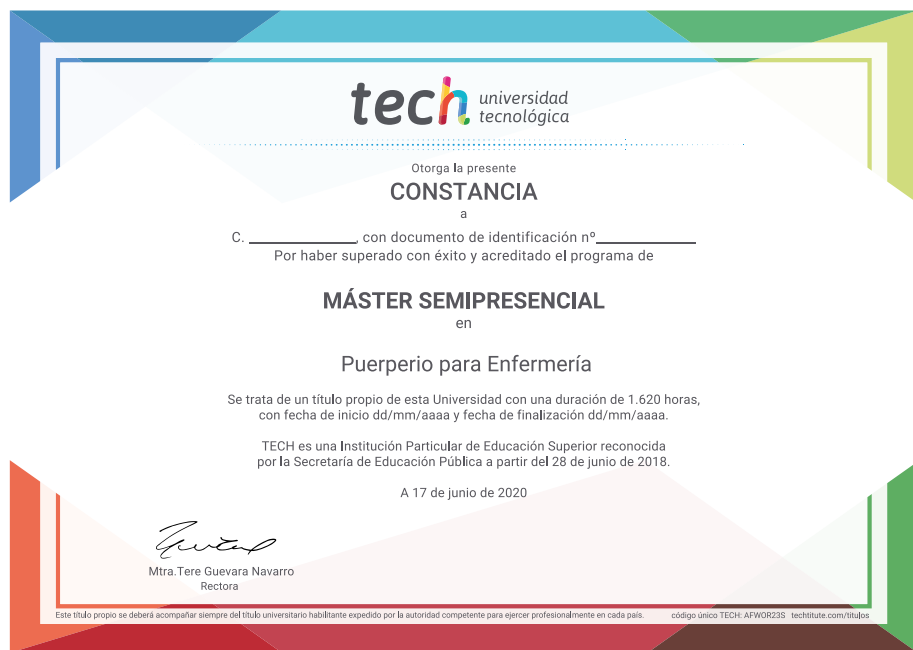 tech universidad
tecnológica
Otorga la presente
CONSTANCIA
a
C. ______________, con documento de identificación nº_____________
Por haber superado con éxito y acreditado el programa de
MÁSTER SEMIPRESENCIAL
en
Puerperio para Enfermería
Se trata de un título propio de esta Universidad con una duración de 1.620 horas,
con fecha de inicio dd/mm/aaaa y fecha de finalización dd/mm/aaaa.
TECH es una Institución Particular de Educación Superior reconocida
por la Secretaría de Educación Pública a partir del 28 de junio de 2018.
A 17 de junio de 2020
Mtra.Tere Guevara Navarro
Rectora
Este título propio se deberá acompañar siempre del título universitario habilitante expedido por la autoridad competente para ejercer profesionalmente en cada país. código único TECH: AFWOR23S techtitute.com/titulos